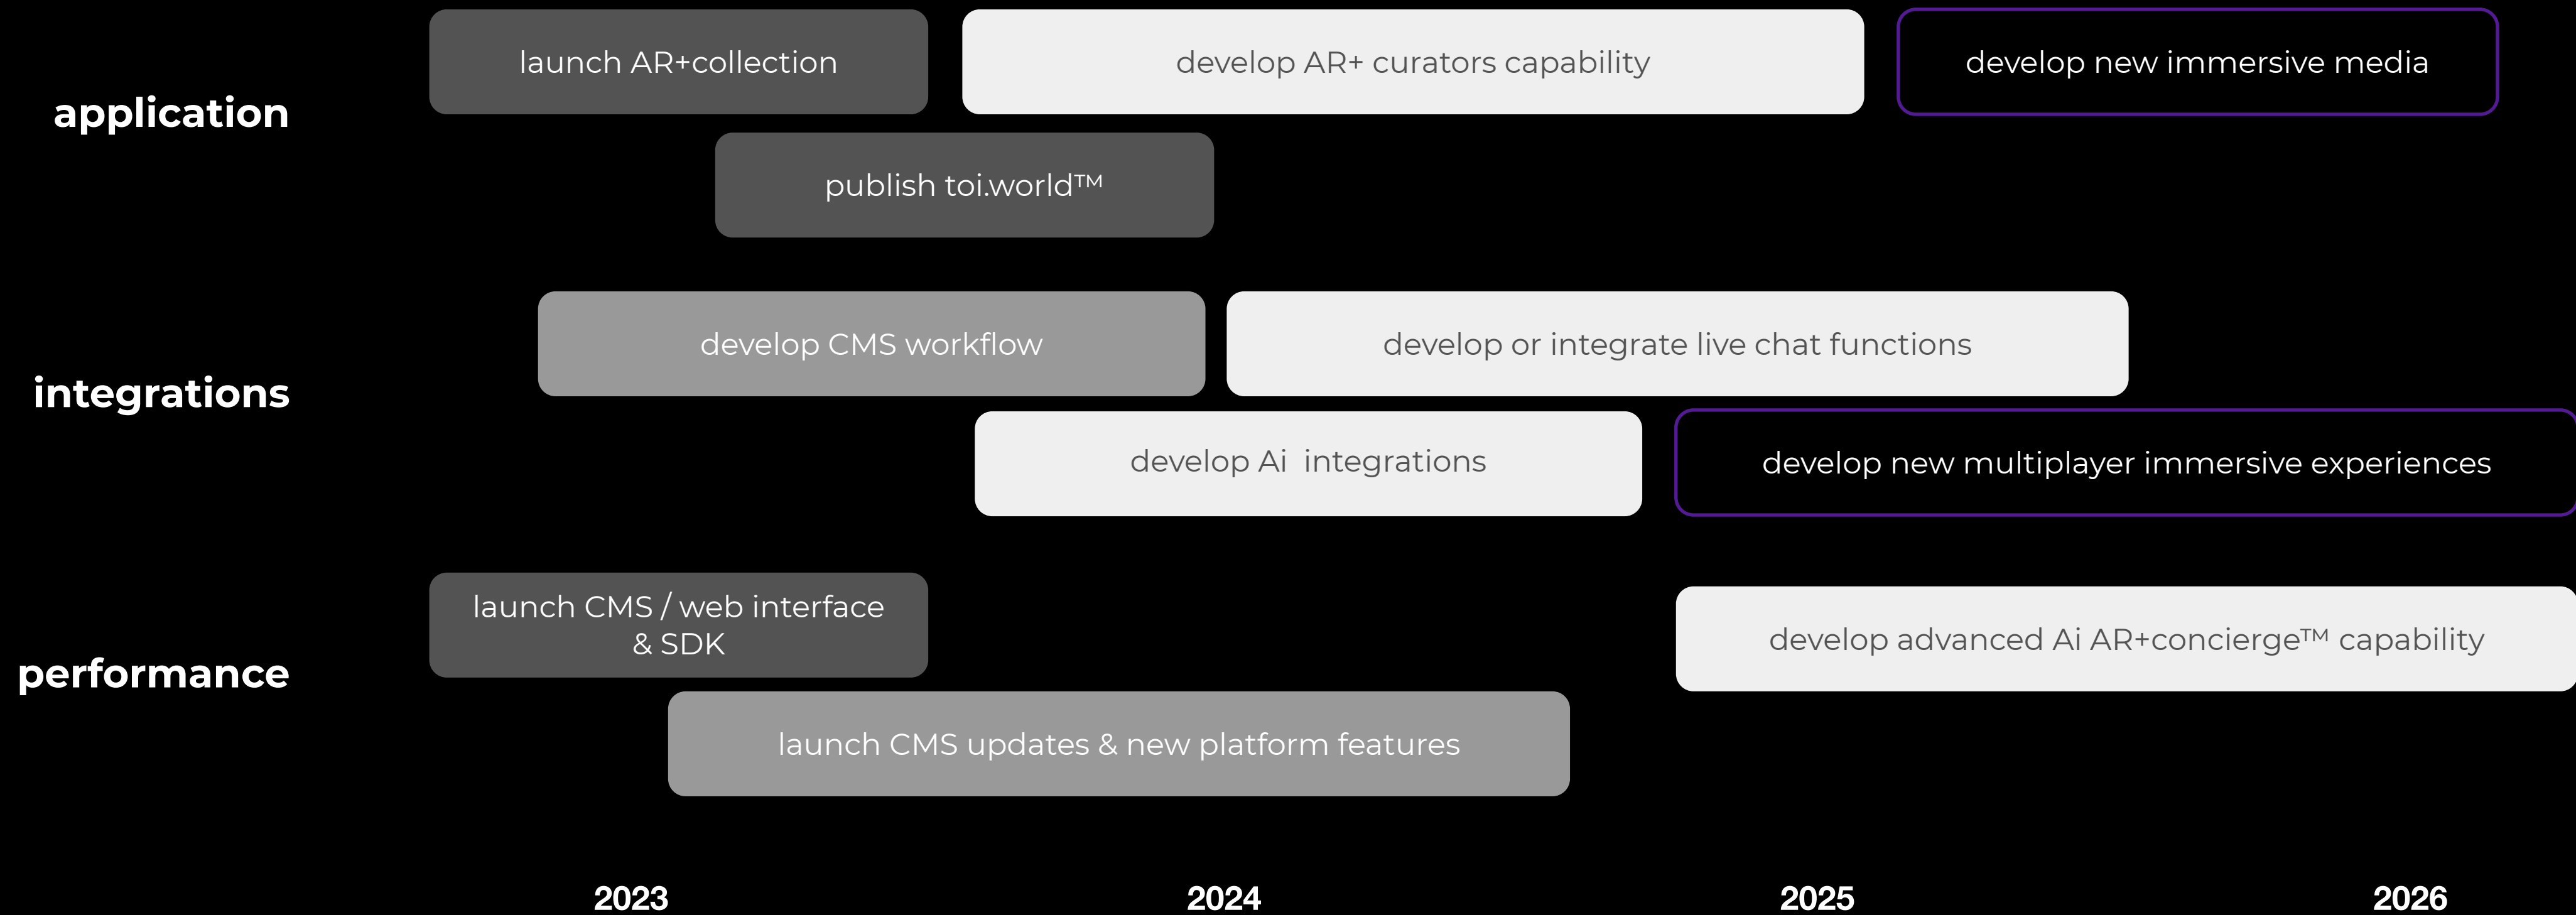 launch AR+collection
develop AR+ curators capability
develop new immersive media
application
publish toi.world™
develop CMS workflow
develop or integrate live chat functions
integrations
develop Ai  integrations
develop new multiplayer immersive experiences
launch CMS / web interface
& SDK
develop advanced Ai AR+concierge™ capability
performance
launch CMS updates & new platform features
2023
2024
2025
2026